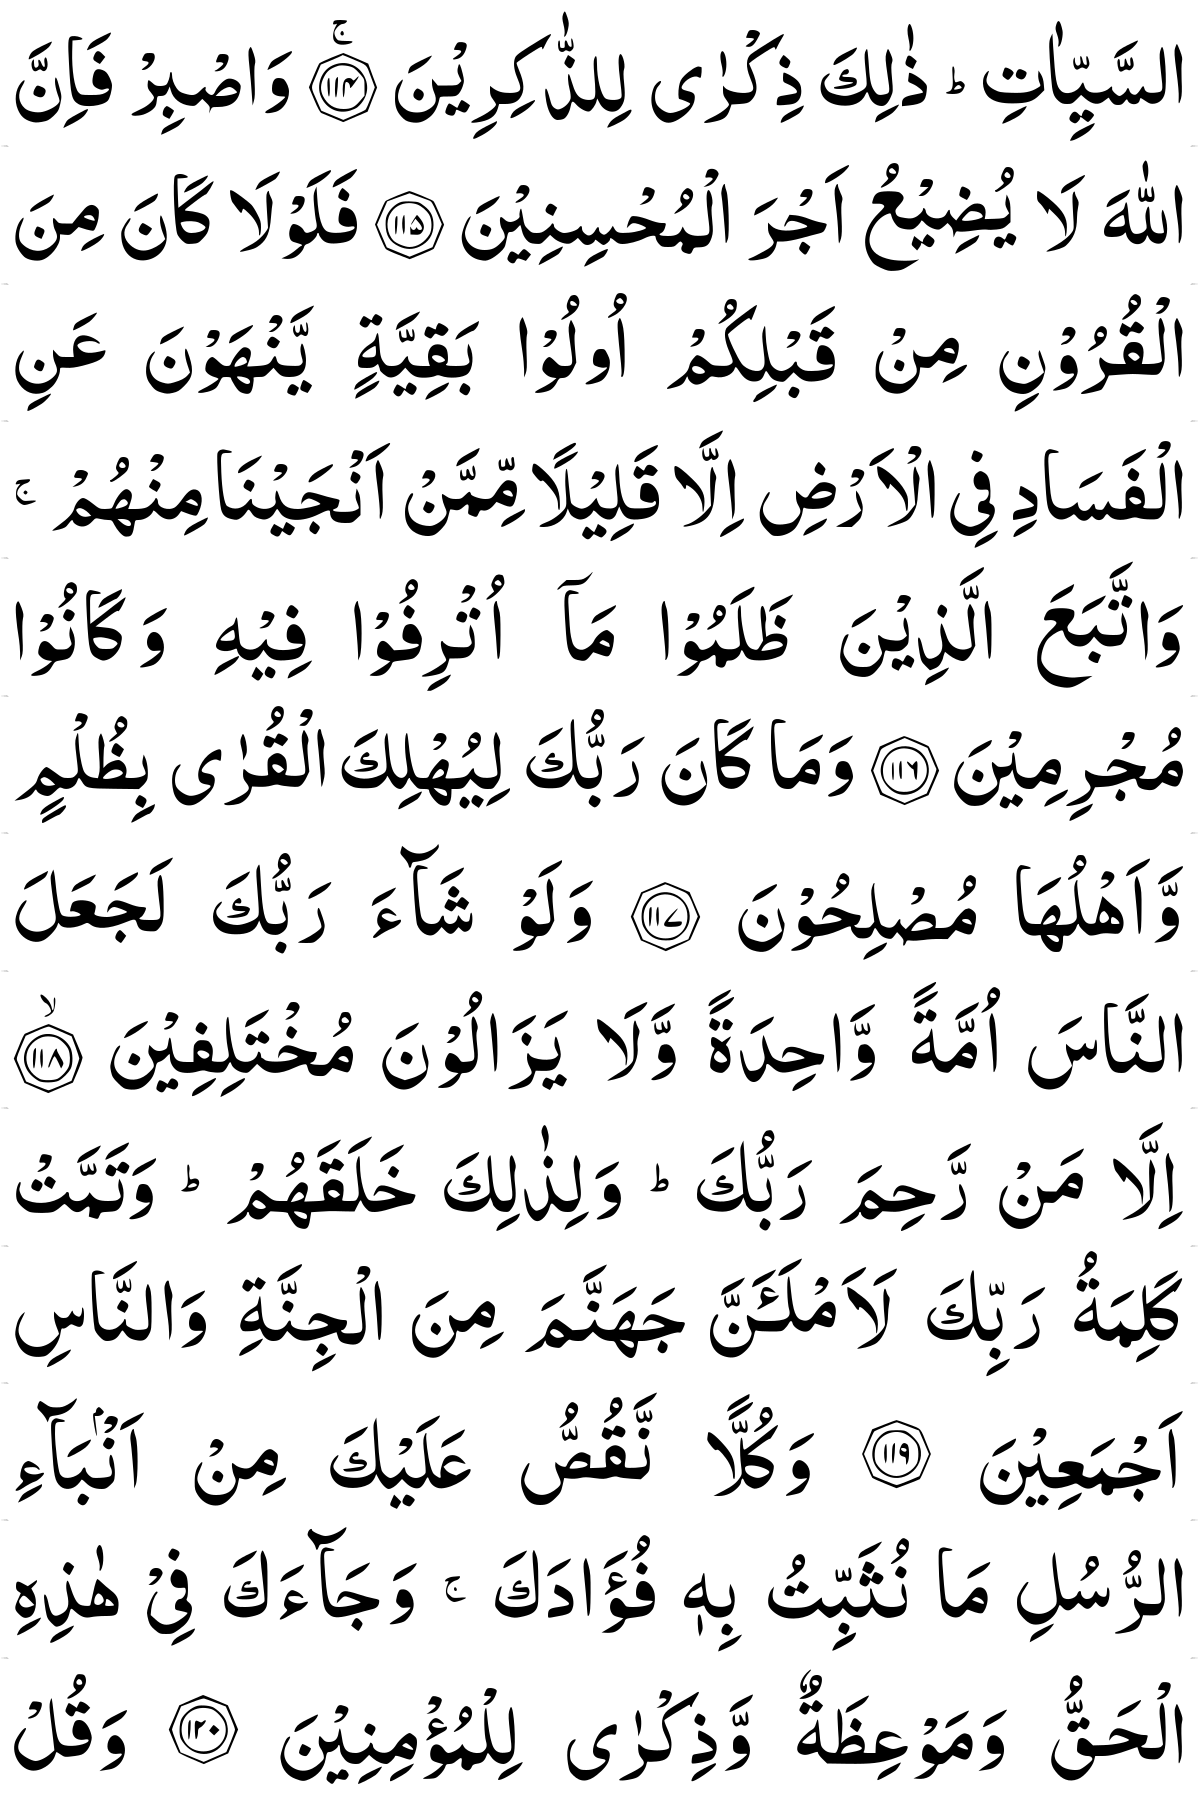 السَّيِّاٰتِ ؕ ذٰلِكَ ذِكْرٰى لِلذّٰكِرِيْنَ ۚ‏﴿۱۱۴﴾ وَاصْبِرْ فَاِنَّ
اللّٰهَ لَا يُضِيْعُ اَجْرَ الْمُحْسِنِيْنَ ﴿۱۱۵﴾ فَلَوْلَا كَانَ مِنَ
الْقُرُوْنِ مِنْ قَبْلِكُمْ اُولُوْا بَقِيَّةٍ يَّنْهَوْنَ عَنِ
الْفَسَادِ فِى الْاَرْضِ اِلَّا قَلِيْلًا مِّمَّنْ اَنْجَيْنَا مِنْهُمْ ۚ
وَاتَّبَعَ الَّذِيْنَ ظَلَمُوْا مَاۤ اُتْرِفُوْا فِيْهِ وَكَانُوْا
مُجْرِمِيْنَ ﴿۱۱۶﴾ وَمَا كَانَ رَبُّكَ لِيُهْلِكَ الْقُرٰى بِظُلْمٍ
وَّاَهْلُهَا مُصْلِحُوْنَ ﴿۱۱۷﴾ وَلَوْ شَآءَ رَبُّكَ لَجَعَلَ
النَّاسَ اُمَّةً وَّاحِدَةً وَّلَا يَزَالُوْنَ مُخْتَلِفِيْنَ ۙ‏﴿۱۱۸﴾
اِلَّا مَنْ رَّحِمَ رَبُّكَ ؕ وَلِذٰلِكَ خَلَقَهُمْ ؕ وَتَمَّتْ
كَلِمَةُ رَبِّكَ لَاَمْلَئَنَّ جَهَنَّمَ مِنَ الْجِنَّةِ وَالنَّاسِ
اَجْمَعِيْنَ ﴿۱۱۹﴾ وَكُلًّا نَّقُصُّ عَلَيْكَ مِنْ اَنْۢبَآءِ
الرُّسُلِ مَا نُثَبِّتُ بِهٖ فُؤَادَكَ ۚ وَجَآءَكَ فِىْ هٰذِهِ
الْحَقُّ وَمَوْعِظَةٌ وَّذِكْرٰى لِلْمُؤْمِنِيْنَ ﴿۱۲۰﴾ وَقُلْ